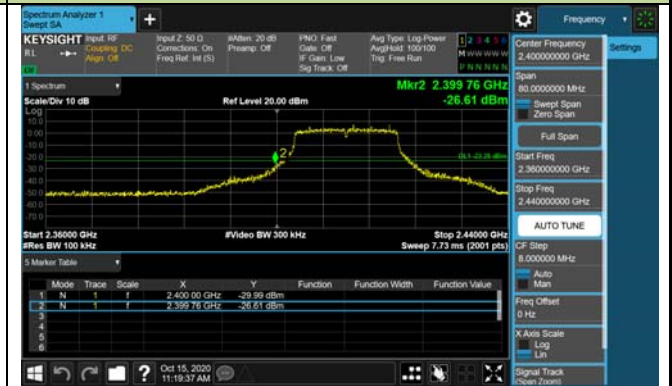 Spectrum Analyzer 1
Swept SA
Frequency
KEYSIGHT
RL
Input: RF
Coupling: DC
Align: Off
Input Z: 50 Ω
Corrections: On
Freq Ref: Int (S)
#Atten: 20 dB
Preamp: Off
PNO: Fast
Gate: Off
IF Gain: Low
Sig Track: Off
Avg Type: Log-Power
Avg|Hold: 100/100
Trig: Free Run
1 2 3 4 5 6
M W W W W W
P N N N N N
Center Frequency
2.400000000 GHz
Settings
Span
80.0000000 MHz
Swept Span
Zero Span
Full Span
Start Freq
2.360000000 GHz
Stop Freq
2.440000000 GHz
AUTO TUNE
CF Step
8.000000 MHz
Auto
Man
Freq Offset
0 Hz
X Axis Scale
Log
Lin
Signal Track
(Span Zoom)
1 Spectrum
Scale/Div 10 dB
Ref Level 20.00 dBm
Mkr2 2.399 76 GHz
-26.61 dBm
Log
10.0
0.00
-10.0
-20.0
-30.0
-40.0
-50.0
-60.0
-70.0
2
Start 2.36000 GHz
#Res BW 100 kHz
#Video BW 300 kHz
Stop 2.44000 GHz
Sweep 7.73 ms (2001 pts)
5 Marker Table
Mode Trace Scale X Y Function Function Width Function Value
1 N 1 f 2.400 00 GHz -29.99 dBm
2 N 1 f 2.399 76 GHz -26.61 dBm
3
4
5
6
?
Oct 15, 2020
11:19:37 AM